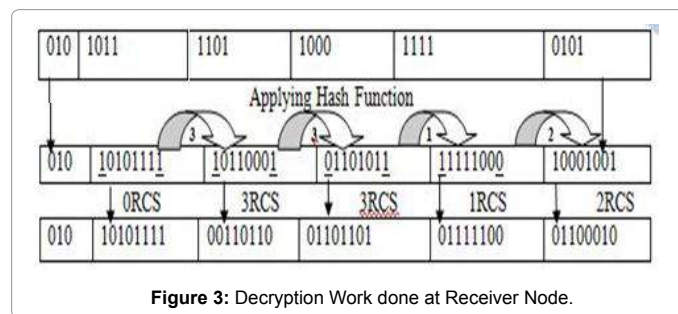 010 1011 1101 1000 1111 0101
Applying Hash Function
3 3 1 2
010 10101111 10110001 01101011 11111000 10001001
0RCS 3RCS 3RCS 1RCS 2RCS
010 10101111 00110110 01101101 01111100 01100010
Figure 3: Decryption Work done at Receiver Node.